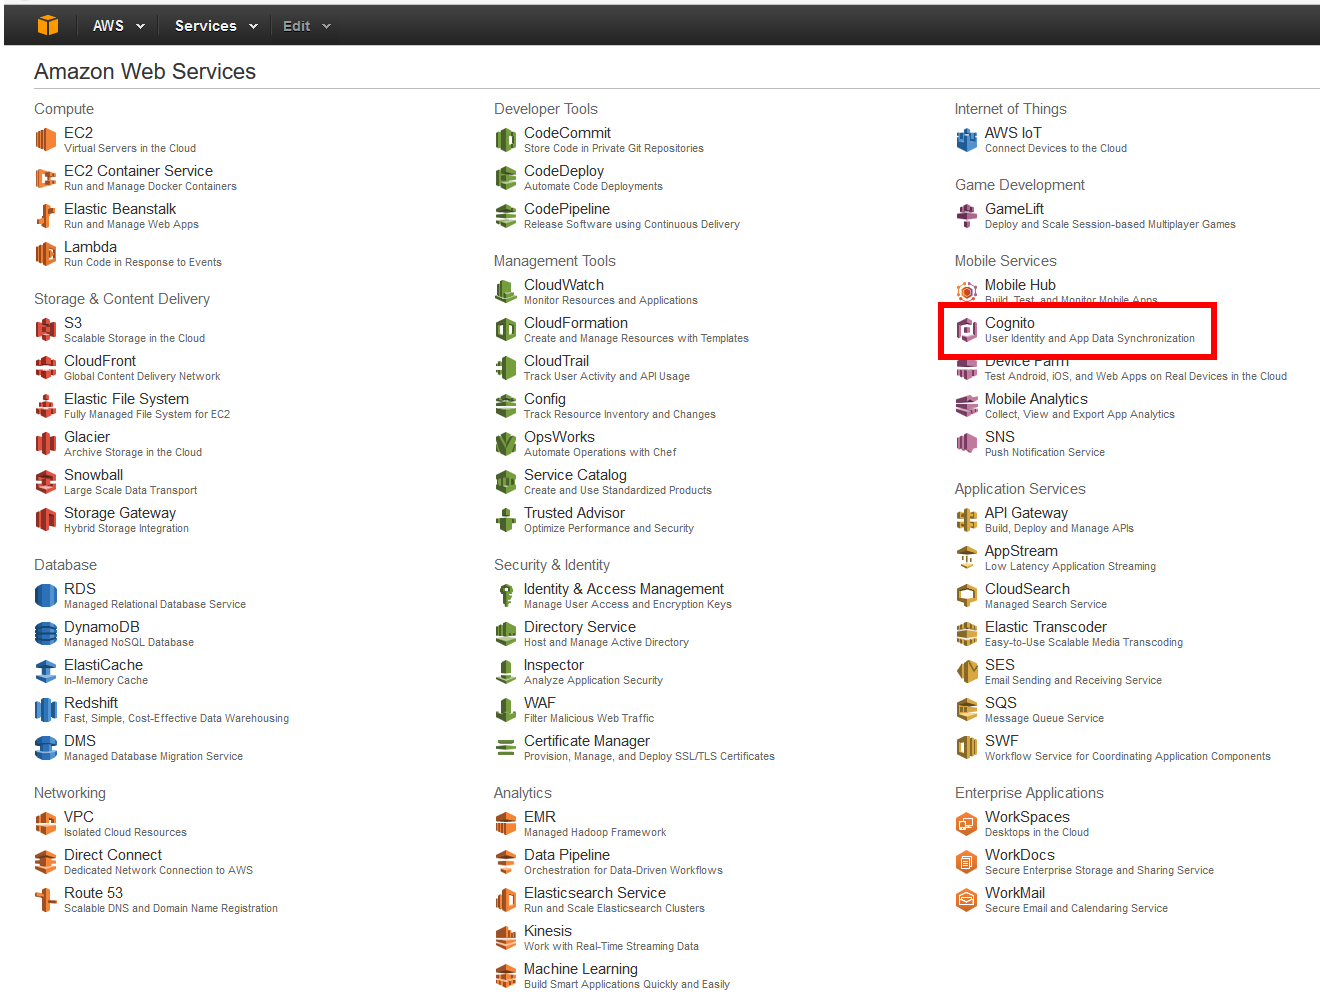 AWS Services Edit
Amazon Web Services
Compute
EC2
Virtual Servers in the Cloud
EC2 Container Service
Run and Manage Docker Containers
Elastic Beanstalk
Run and Manage Web Apps
Lambda
Run Code in Response to Events
Storage & Content Delivery
S3
Scalable Storage in the Cloud
CloudFront
Global Content Delivery Network
Elastic File System
Fully Managed File System for EC2
Glacier
Archive Storage in the Cloud
Snowball
Large Scale Data Transport
Storage Gateway
Hybrid Storage Integration
Database
RDS
Managed Relational Database Service
DynamoDB
Managed NoSQL Database
ElastiCache
In-Memory Cache
Redshift
Fast, Simple, Cost-Effective Data Warehousing
DMS
Managed Database Migration Service
Networking
VPC
Isolated Cloud Resources
Direct Connect
Dedicated Network Connection to AWS
Route 53
Scalable DNS and Domain Name Registration
Developer Tools
CodeCommit
Store Code in Private Git Repositories
CodeDeploy
Automate Code Deployments
CodePipeline
Release Software using Continuous Delivery
Management Tools
CloudWatch
Monitor Resources and Applications
CloudFormation
Create and Manage Resources with Templates
CloudTrail
Track User Activity and API Usage
Config
Track Resource Inventory and Changes
OpsWorks
Automate Operations with Chef
Service Catalog
Create and Use Standardized Products
Trusted Advisor
Optimize Performance and Security
Security & Identity
Identity & Access Management
Manage User Access and Encryption Keys
Directory Service
Host and Manage Active Directory
Inspector
Analyze Application Security
WAF
Filter Malicious Web Traffic
Certificate Manager
Provision, Manage, and Deploy SSL/TLS Certificates
Analytics
EMR
Managed Hadoop Framework
Data Pipeline
Orchestration for Data-Driven Workflows
Elasticsearch Service
Run and Scale Elasticsearch Clusters
Kinesis
Work with Real-Time Streaming Data
Machine Learning
Build Smart Applications Quickly and Easily
Internet of Things
AWS IoT
Connect Devices to the Cloud
Game Development
GameLift
Deploy and Scale Session-based Multiplayer Games
Mobile Services
Mobile Hub
Build, Test, and Monitor Mobile Apps
Cognito
User Identity and App Data Synchronization
Device Farm
Test Android, iOS, and Web Apps on Real Devices in the Cloud
Mobile Analytics
Collect, View and Export App Analytics
SNS
Push Notification Service
Application Services
API Gateway
Build, Deploy and Manage APIs
AppStream
Low Latency Application Streaming
CloudSearch
Managed Search Service
Elastic Transcoder
Easy-to-Use Scalable Media Transcoding
SES
Email Sending and Receiving Service
SQS
Message Queue Service
SWF
Workflow Service for Coordinating Application Components
Enterprise Applications
WorkSpaces
Desktops in the Cloud
WorkDocs
Secure Enterprise Storage and Sharing Service
WorkMail
Secure Email and Calendaring Service